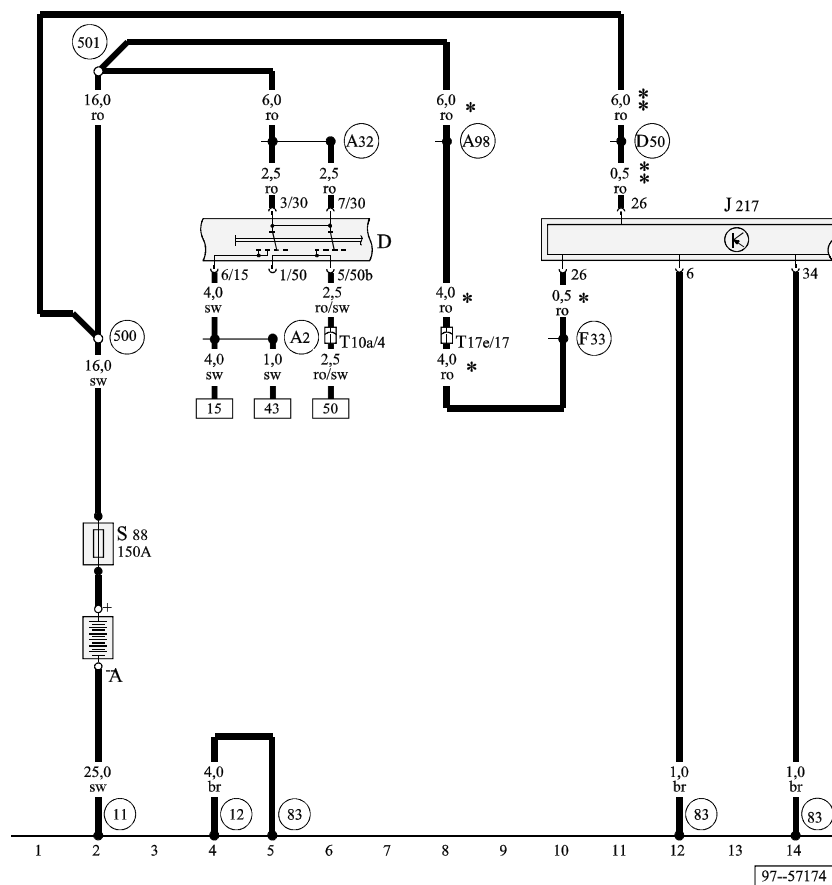 501
16,0
ro
6,0
ro
6,0
ro
*
6,0
ro
*
*
A32
A98
D50
2,5
ro
2,5
ro
0,5
ro
*
*
3/30
7/30
26
J 217
D
6/15
1/50
5/50b
26
6
34
4,0
sw
2,5
ro/sw
4,0
ro
*
0,5
ro
*
500
A2
T10a/4
T17e/17
F33
16,0
sw
4,0
sw
1,0
sw
2,5
ro/sw
4,0
ro
*
15
43
50
S 88
150A
+
-A
25,0
sw
4,0
br
1,0
br
1,0
br
11
12
83
83
83
1 2 3 4 5 6 7 8 9 10 11 12 13 14
97--57174